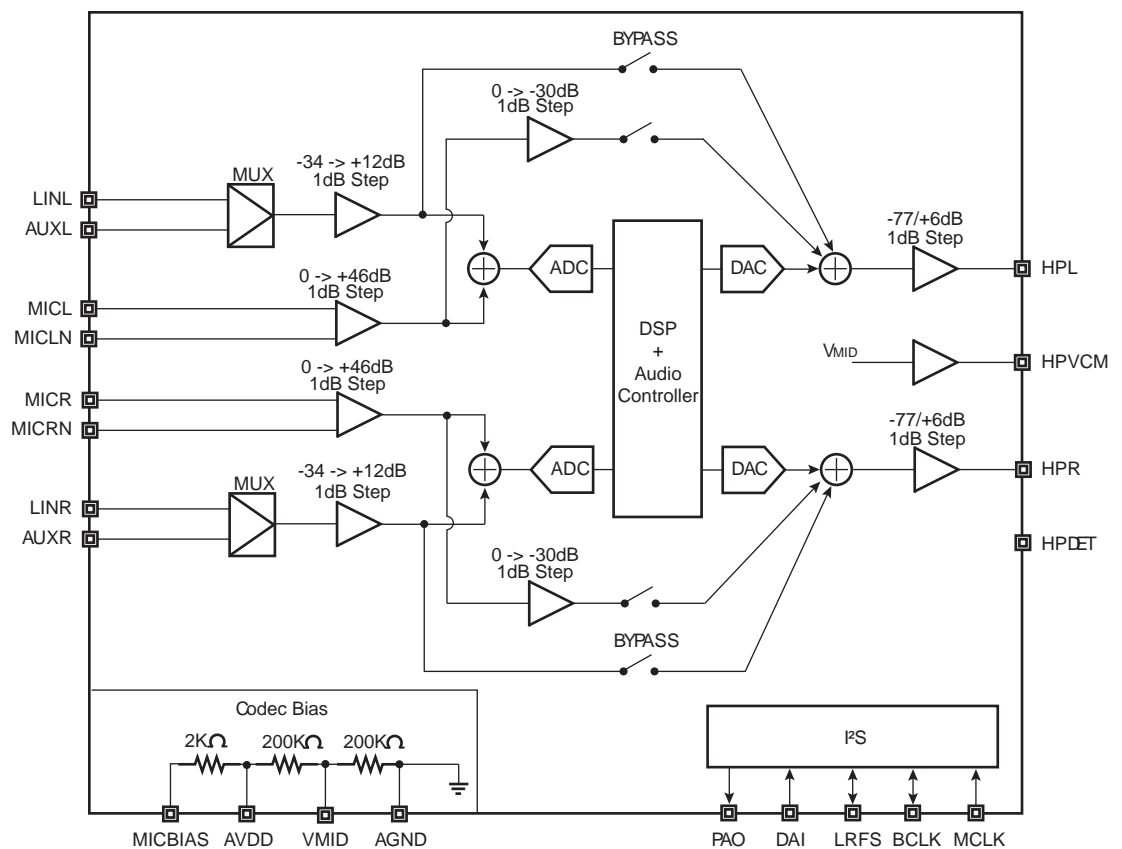 BYPASS
0 -> -30dB
1dB Step
-34 -> +12dB
1dB Step
MUX
LINL
AUXL
-77/+6dB
1dB Step
ADC
DAC
HPL
0 -> +46dB
1dB Step
MICL
MICLN
DSP
+
Audio
Controller
VMID
HPVCM
0 -> +46dB
1dB Step
MICR
MICRN
-77/+6dB
1dB Step
ADC
DAC
HPR
-34 -> +12dB
1dB Step
MUX
LINR
AUXR
HPDET
0 -> -30dB
1dB Step
BYPASS
Codec Bias
2KΩ 200KΩ 200KΩ
I²S
MICBIAS AVDD VMID AGND
PAO DAI LRFS BCLK MCLK